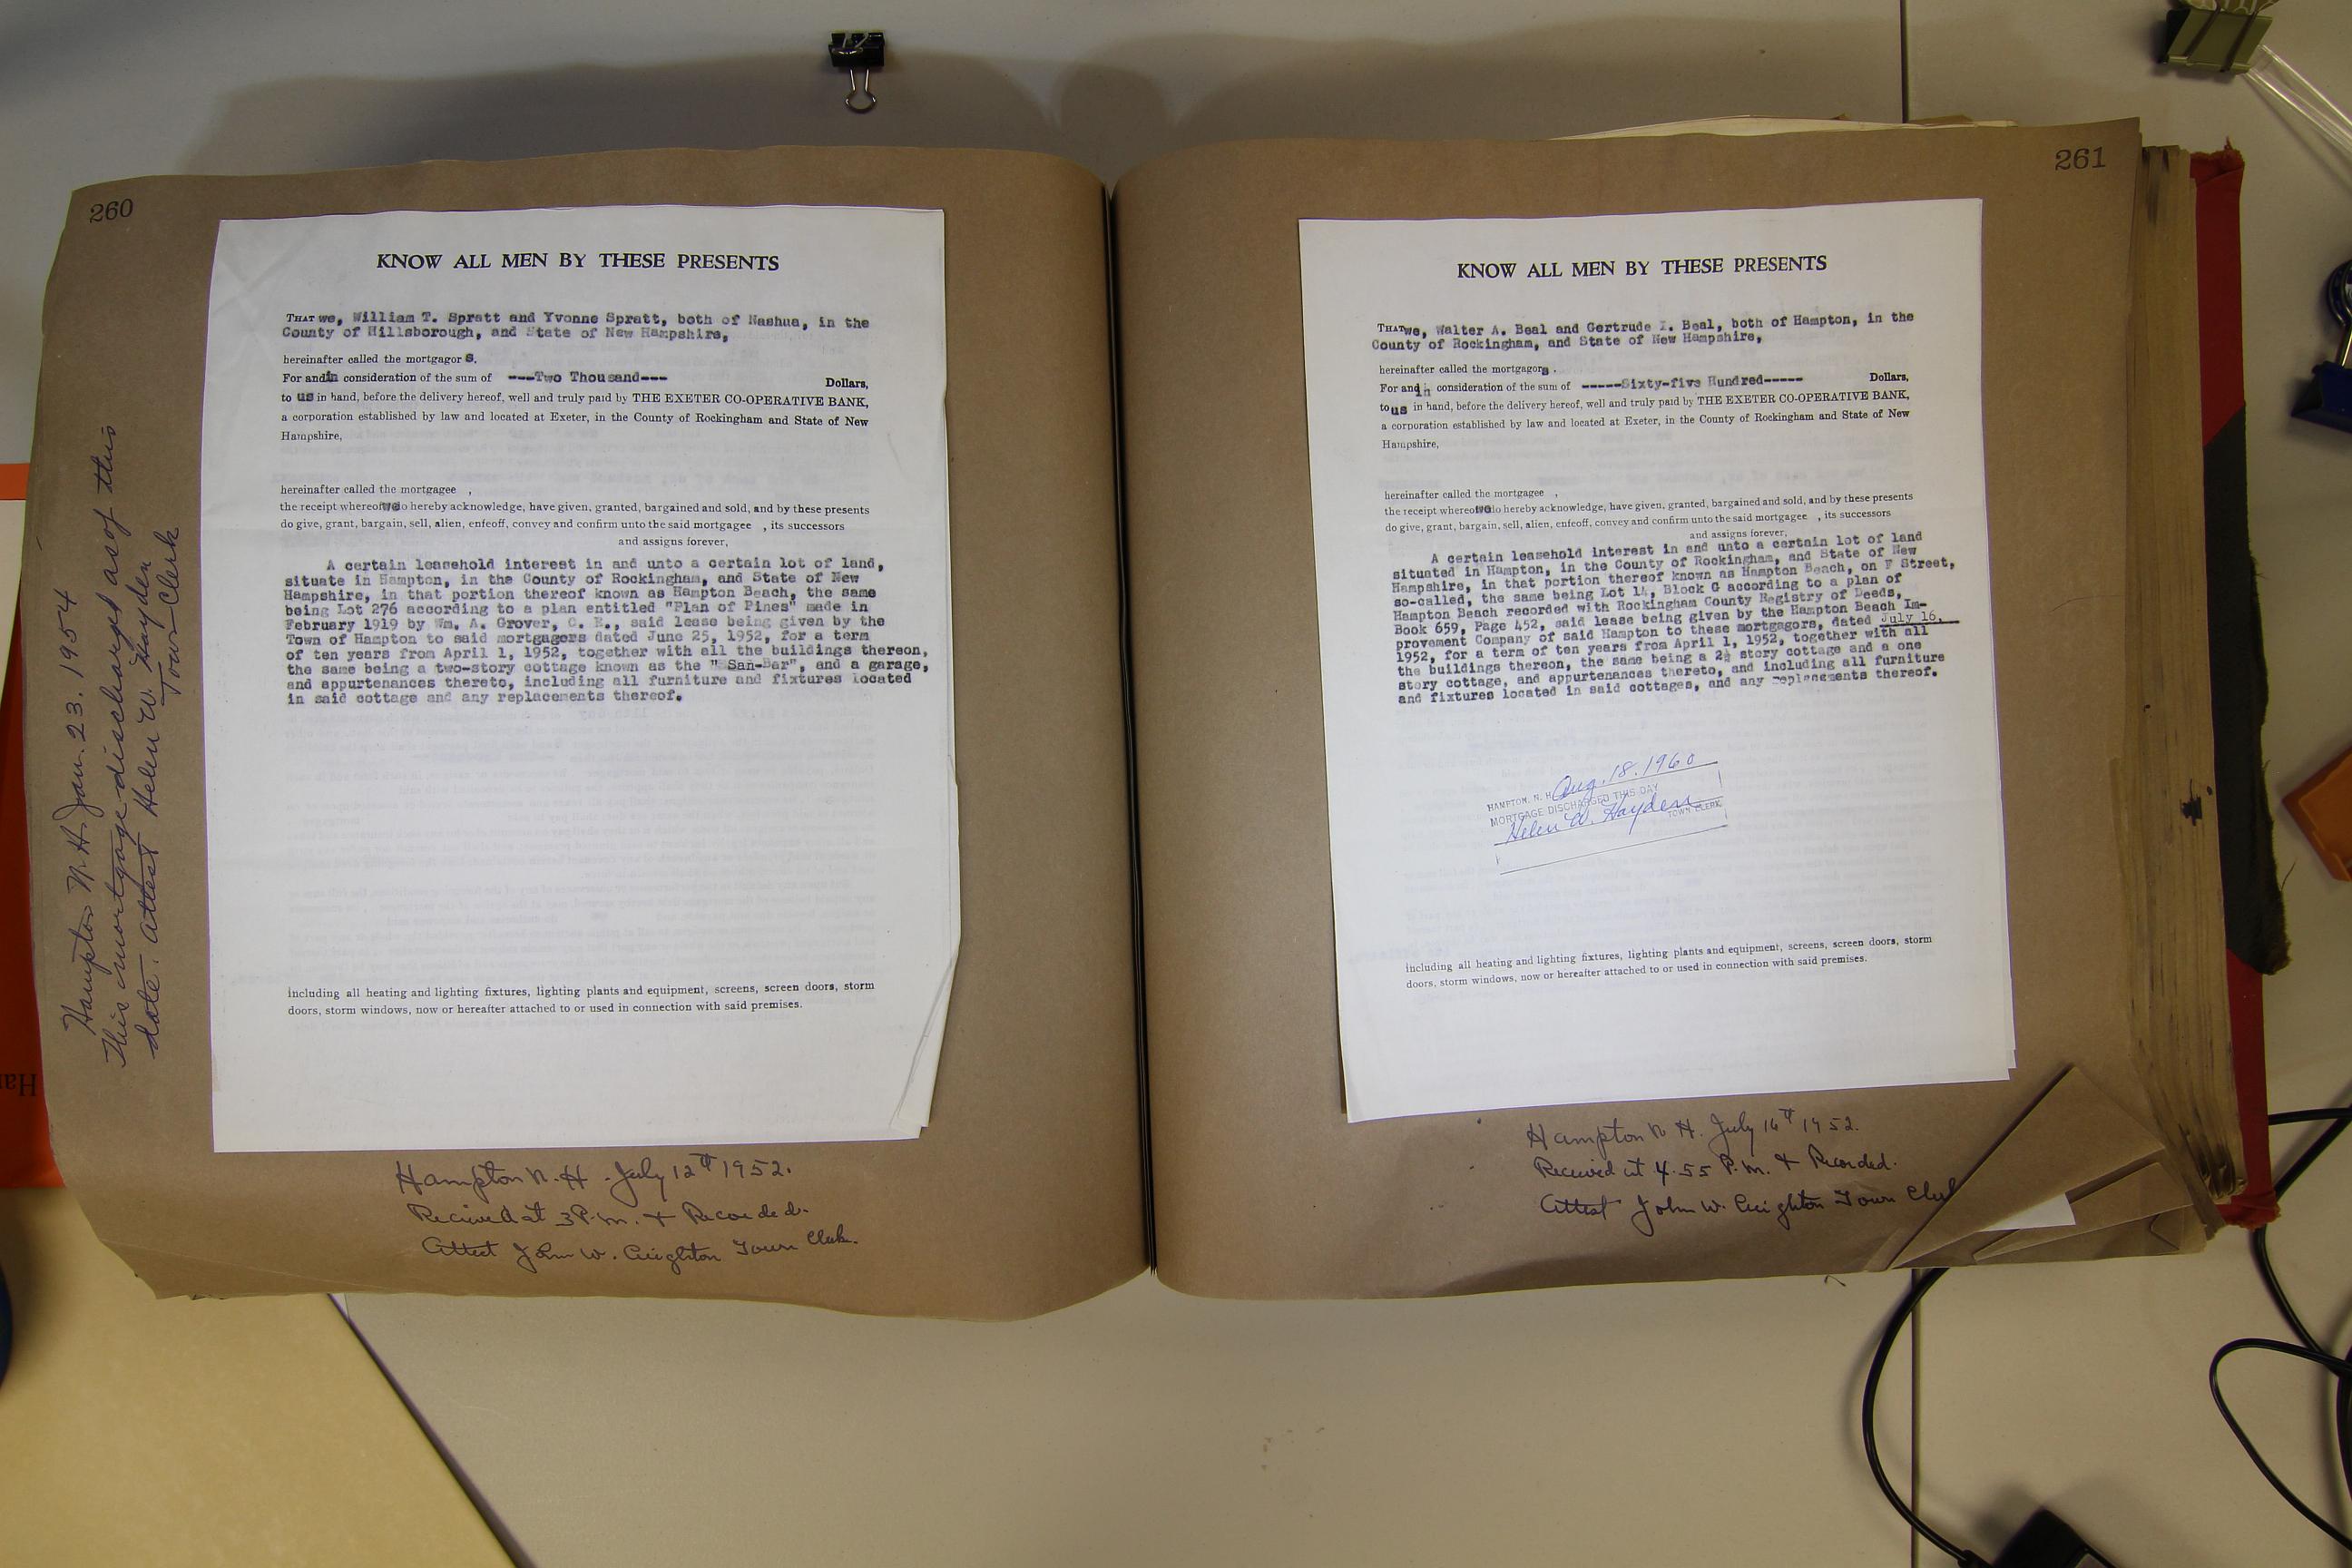 260
KNOW ALL MEN BY THESE PRESENTS
THAT we, William T. Spratt and Yvonne Spratt, both of Nashua, in the
County of Hillsborough, and State of New Hampshire,
hereinafter called the mortgagor s.
For and in consideration of the sum of ---Two Thousand--- Dollars,
to us in hand, before the delivery hereof, well and truly paid by THE EXETER CO-OPERATIVE BANK,
a corporation established by law and located at Exeter, in the County of Rockingham and State of New
Hampshire,
hereinafter called the mortgagee ,
the receipt whereof we do hereby acknowledge, have given, granted, bargained and sold, and by these presents
do give, grant, bargain, sell, alien, enfeoff, convey and confirm unto the said mortgagee , its successors
and assigns forever,
A certain leasehold interest in and unto a certain lot of land,
situate in Hampton, in the County of Rockingham, and State of New
Hampshire, in that portion thereof known as Hampton Beach, the same
being Lot 276 according to a plan entitled "Plan of Pines" made in
February 1919 by Wm. A. Grover, C. E., said lease being given by the
Town of Hampton to said mortgagors dated June 25, 1952, for a term
of ten years from April 1, 1952, together with all the buildings thereon,
the same being a two-story cottage known as the " San-Bar", and a garage,
and appurtenances thereto, including all furniture and fixtures located
in said cottage and any replacements thereof.
including all heating and lighting fixtures, lighting plants and equipment, screens, screen doors, storm
doors, storm windows, now or hereafter attached to or used in connection with said premises.
Hampton N. H. July 12th 1952.
Recieved at 3 P.m. & Recorded.
Attest John W. Creighton Town Clerk.
Hampton N.H. Jan. 23. 1954
This mortgage discharged as of this
date. Attest Helen W. Hayden
Town Clerk
261
KNOW ALL MEN BY THESE PRESENTS
THAT we, Walter A. Beal and Gertrude I. Beal, both of Hampton, in the
County of Rockingham, and State of New Hampshire,
hereinafter called the mortgagors .
For and in consideration of the sum of -----Sixty-five Hundred----- Dollars,
to us in hand, before the delivery hereof, well and truly paid by THE EXETER CO-OPERATIVE BANK,
a corporation established by law and located at Exeter, in the County of Rockingham and State of New
Hampshire,
hereinafter called the mortgagee ,
the receipt whereof we do hereby acknowledge, have given, granted, bargained and sold, and by these presents
do give, grant, bargain, sell, alien, enfeoff, convey and confirm unto the said mortgagee , its successors
and assigns forever,
A certain leasehold interest in and unto a certain lot of land
situated in Hampton, in the County of Rockingham, and State of New
Hampshire, in that portion thereof known as Hampton Beach, on F Street,
so-called, the same being Lot 14, Block G according to a plan of
Hampton Beach recorded with Rockingham County Registry of Deeds,
Book 659, Page 452, said lease being given by the Hampton Beach Im-
provement Company of said Hampton to these mortgagors, dated July 16,
1952, for a term of ten years from April 1, 1952, together with all
the buildings thereon, the same being a 2½ story cottage and a one
story cottage, and appurtenances thereto, and including all furniture
and fixtures located in said cottages, and any replacements thereof.
HAMPTON, N. H. Aug. 18. 1960
MORTGAGE DISCHARGED THIS DAY
Helen W. Hayden TOWN CLERK
including all heating and lighting fixtures, lighting plants and equipment, screens, screen doors, storm
doors, storm windows, now or hereafter attached to or used in connection with said premises.
Hampton N. H. July 16th 1952.
Recieved at 4.55 P.m. & Recorded.
Attest John W. Creighton Town Clerk
Har